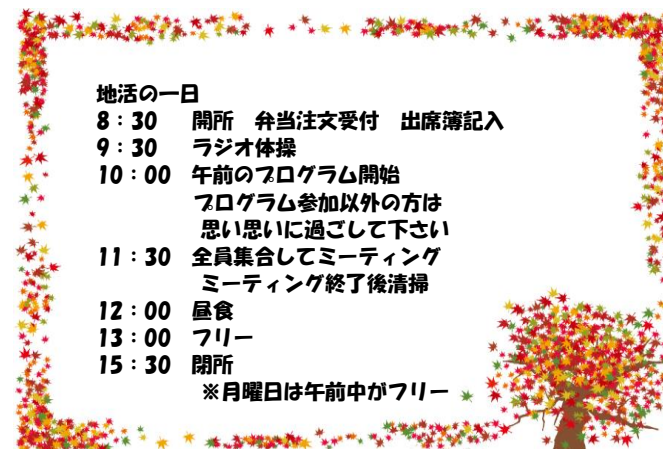 地活の一日
8：30 開所 弁当注文受付 出席簿記入
9：30 ラジオ体操
10：00 午前のプログラム開始
プログラム参加以外の方は
思い思いに過ごして下さい
11：30 全員集合してミーティング
ミーティング終了後清掃
12：00 昼食
13：00 フリー
15：30 閉所
※月曜日は午前中がフリー